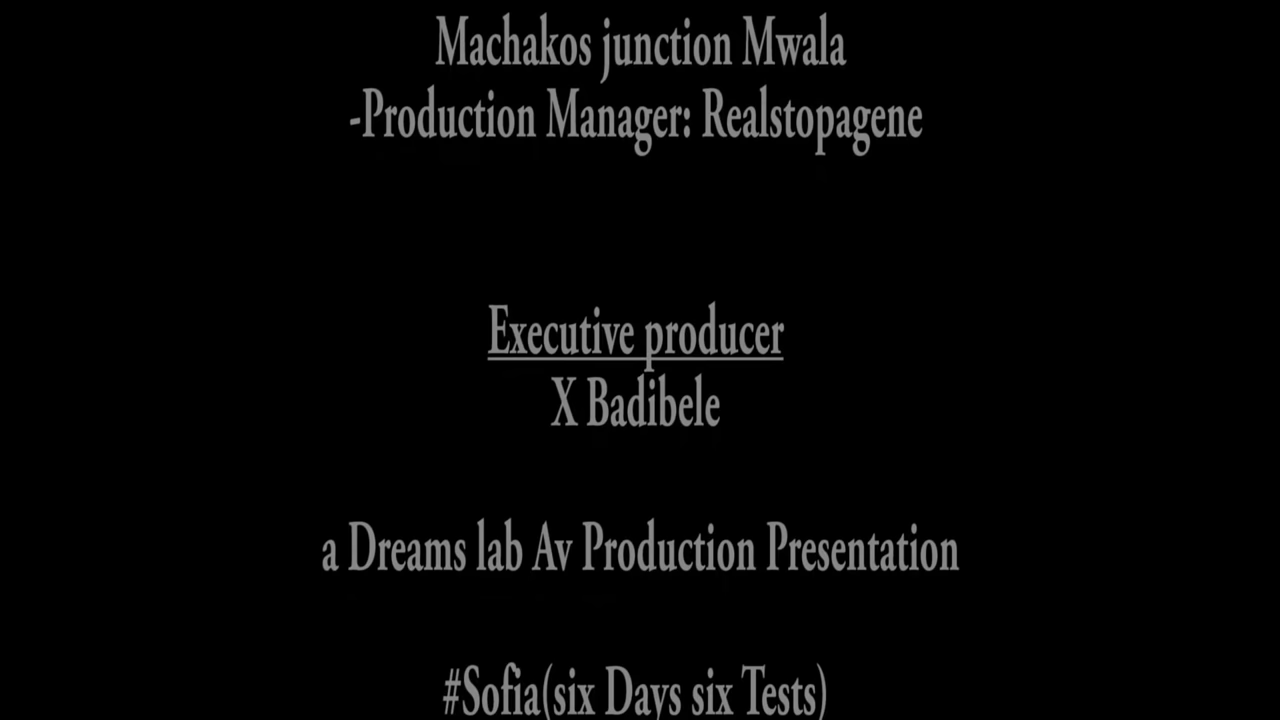 Machakos junction Mwala
-Production Manager: Realstopagene
Executive producer
X Badibele
a Dreams lab Av Production Presentation
#Sofia(six Days six Tests)